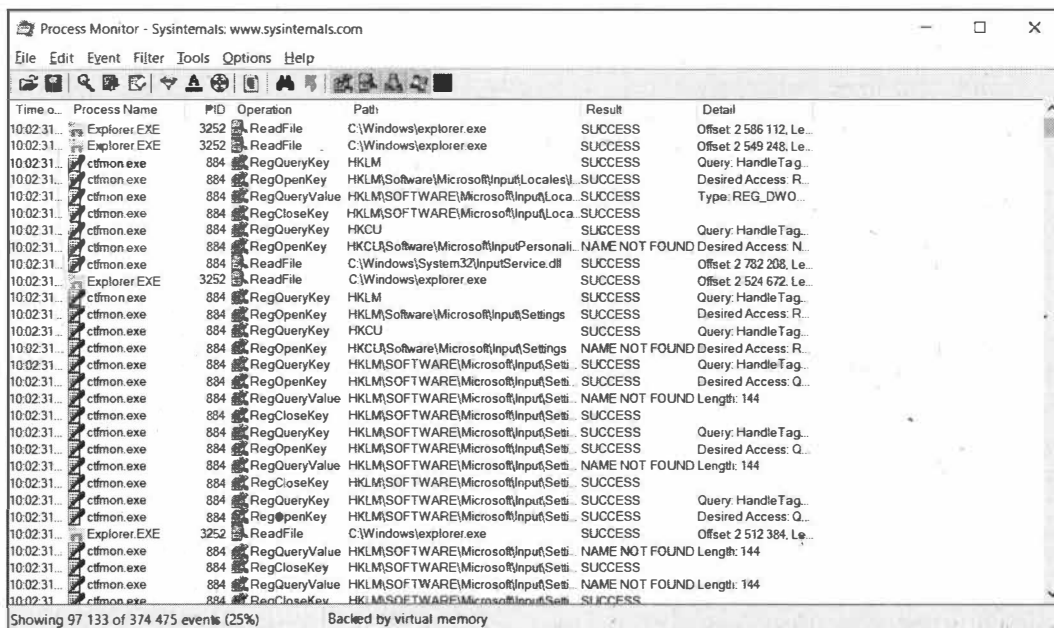 Process Monitor - Sysinternals: www.sysinternals.com
File Edit Event Filter Tools Options Help
Time o... Process Name PID Operation Path Result Detail
10:02:31... Explorer.EXE 3252 ReadFile C:\Windows\explorer.exe SUCCESS Offset: 2 586 112, Le...
10:02:31... Explorer.EXE 3252 ReadFile C:\Windows\explorer.exe SUCCESS Offset: 2 549 248, Le...
10:02:31... ctfmon.exe 884 RegQueryKey HKLM SUCCESS Query: HandleTag...
10:02:31... ctfmon.exe 884 RegOpenKey HKLM\Software\Microsoft\Input\Locales\l... SUCCESS Desired Access: R...
10:02:31... ctfmon.exe 884 RegQueryValue HKLM\SOFTWARE\Microsoft\Input\Loca... SUCCESS Type: REG_DWO...
10:02:31... ctfmon.exe 884 RegCloseKey HKLM\SOFTWARE\Microsoft\Input\Loca... SUCCESS
10:02:31... ctfmon.exe 884 RegQueryKey HKCU SUCCESS Query: HandleTag...
10:02:31... ctfmon.exe 884 RegOpenKey HKCU\Software\Microsoft\InputPersonali... NAME NOT FOUND Desired Access: N...
10:02:31... ctfmon.exe 884 ReadFile C:\Windows\System32\InputService.dll SUCCESS Offset: 2 782 208, Le...
10:02:31... Explorer.EXE 3252 ReadFile C:\Windows\explorer.exe SUCCESS Offset: 2 524 672, Le...
10:02:31... ctfmon.exe 884 RegQueryKey HKLM SUCCESS Query: HandleTag...
10:02:31... ctfmon.exe 884 RegOpenKey HKLM\Software\Microsoft\Input\Settings SUCCESS Desired Access: R...
10:02:31... ctfmon.exe 884 RegQueryKey HKCU SUCCESS Query: HandleTag...
10:02:31... ctfmon.exe 884 RegOpenKey HKCU\Software\Microsoft\Input\Settings NAME NOT FOUND Desired Access: R...
10:02:31... ctfmon.exe 884 RegQueryKey HKLM\SOFTWARE\Microsoft\Input\Setti... SUCCESS Query: HandleTag...
10:02:31... ctfmon.exe 884 RegOpenKey HKLM\SOFTWARE\Microsoft\Input\Setti... SUCCESS Desired Access: Q...
10:02:31... ctfmon.exe 884 RegQueryValue HKLM\SOFTWARE\Microsoft\Input\Setti... NAME NOT FOUND Length: 144
10:02:31... ctfmon.exe 884 RegCloseKey HKLM\SOFTWARE\Microsoft\Input\Setti... SUCCESS
10:02:31... ctfmon.exe 884 RegQueryKey HKLM\SOFTWARE\Microsoft\Input\Setti... SUCCESS Query: HandleTag...
10:02:31... ctfmon.exe 884 RegOpenKey HKLM\SOFTWARE\Microsoft\Input\Setti... SUCCESS Desired Access: Q...
10:02:31... ctfmon.exe 884 RegQueryValue HKLM\SOFTWARE\Microsoft\Input\Setti... NAME NOT FOUND Length: 144
10:02:31... ctfmon.exe 884 RegCloseKey HKLM\SOFTWARE\Microsoft\Input\Setti... SUCCESS
10:02:31... ctfmon.exe 884 RegQueryKey HKLM\SOFTWARE\Microsoft\Input\Setti... SUCCESS Query: HandleTag...
10:02:31... ctfmon.exe 884 RegOpenKey HKLM\SOFTWARE\Microsoft\Input\Setti... SUCCESS Desired Access: Q...
10:02:31... Explorer.EXE 3252 ReadFile C:\Windows\explorer.exe SUCCESS Offset: 2 512 384, Le...
10:02:31... ctfmon.exe 884 RegQueryValue HKLM\SOFTWARE\Microsoft\Input\Setti... NAME NOT FOUND Length: 144
10:02:31... ctfmon.exe 884 RegCloseKey HKLM\SOFTWARE\Microsoft\Input\Setti... SUCCESS
10:02:31... ctfmon.exe 884 RegQueryValue HKLM\SOFTWARE\Microsoft\Input\Setti... NAME NOT FOUND Length: 144
10:02:31... ctfmon.exe 884 RegCloseKey HKLM\SOFTWARE\Microsoft\Input\Setti... SUCCESS
Showing 97 133 of 374 475 events (25%) Backed by virtual memory